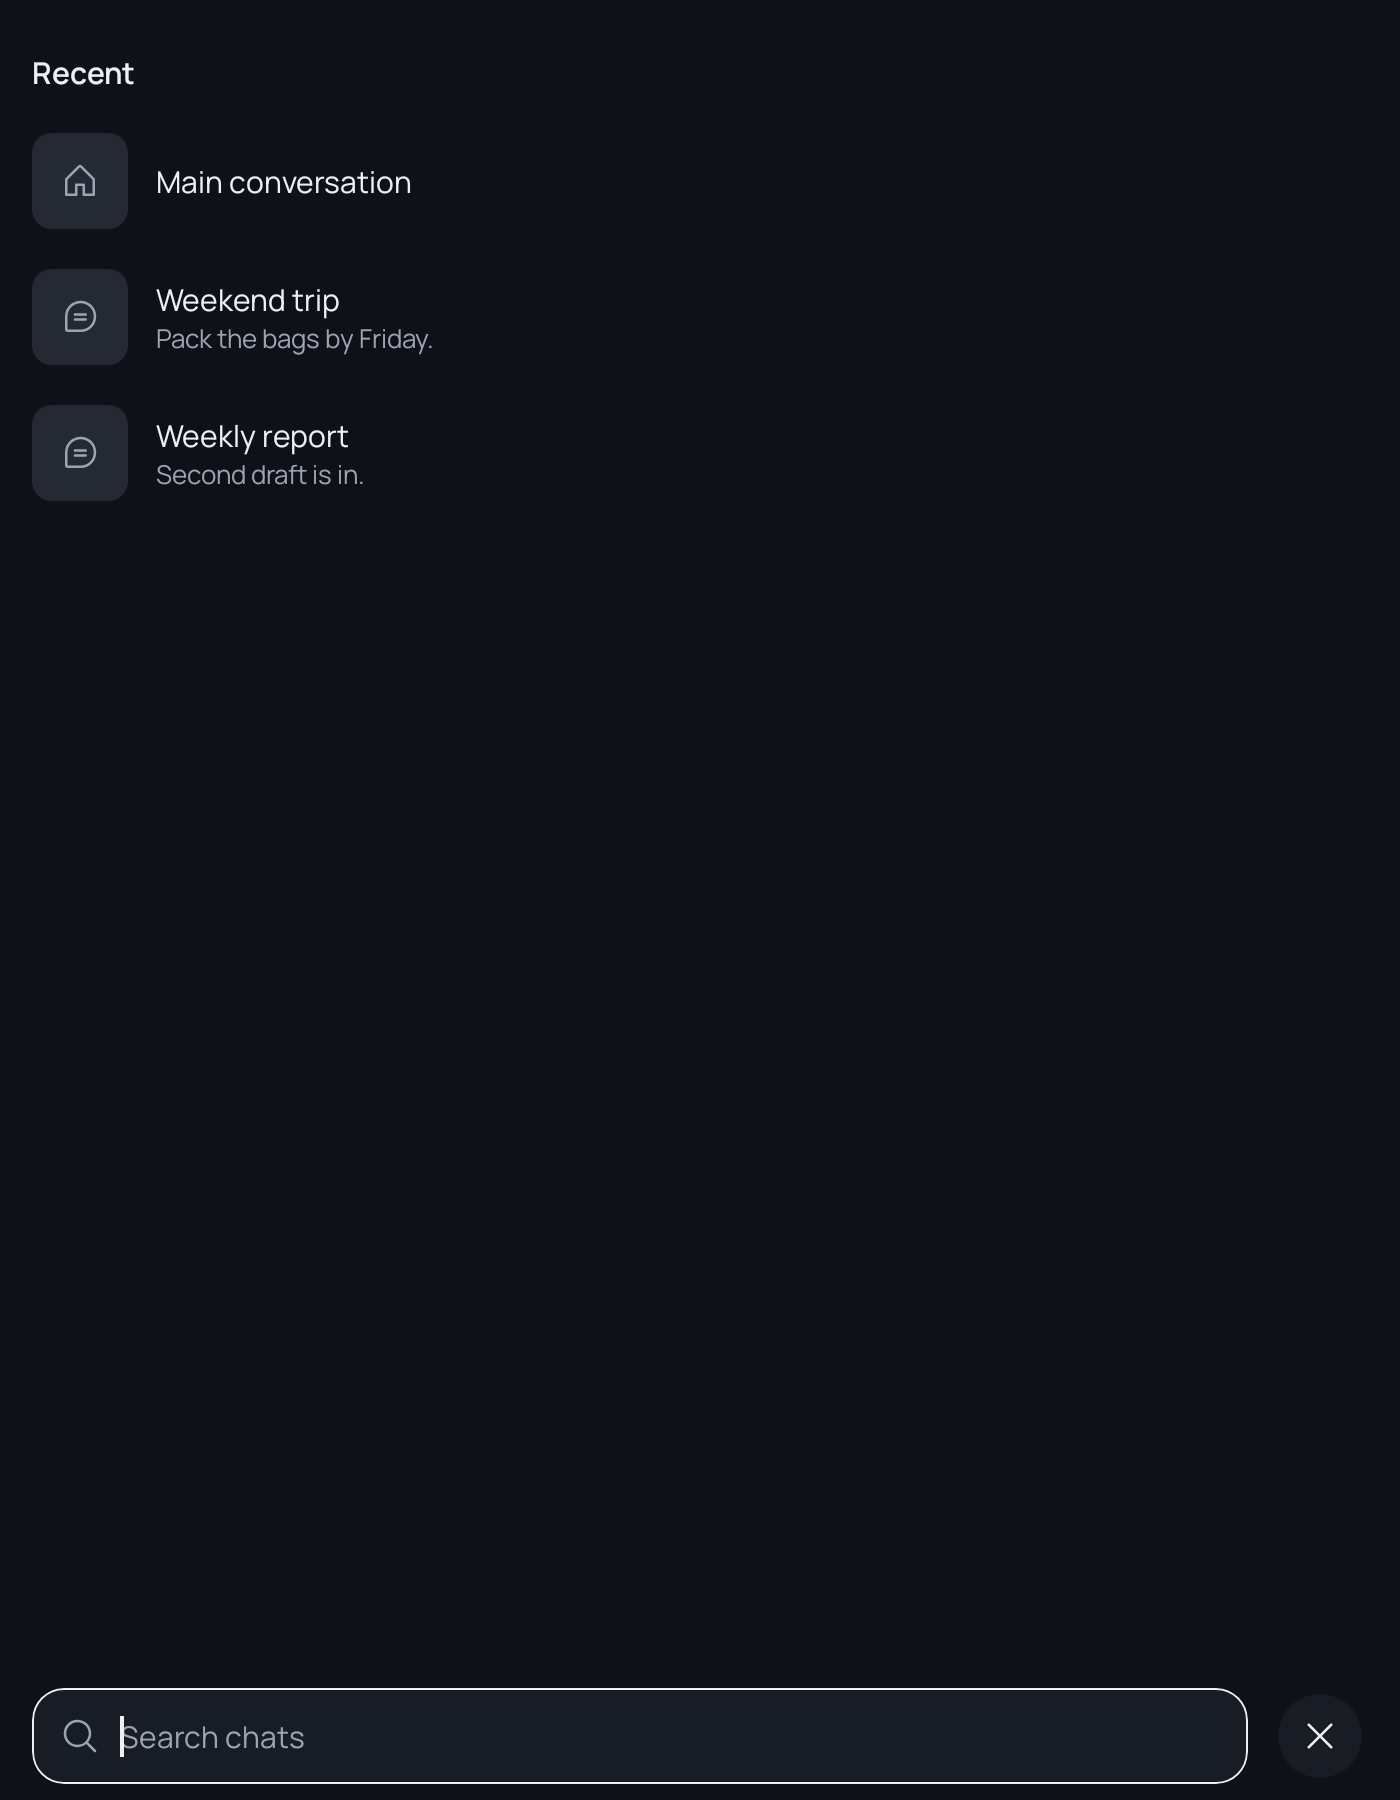 Recent
Main conversation
Weekend trip
Pack the bags by Friday.
Weekly report
Second draft is in.
Search chats